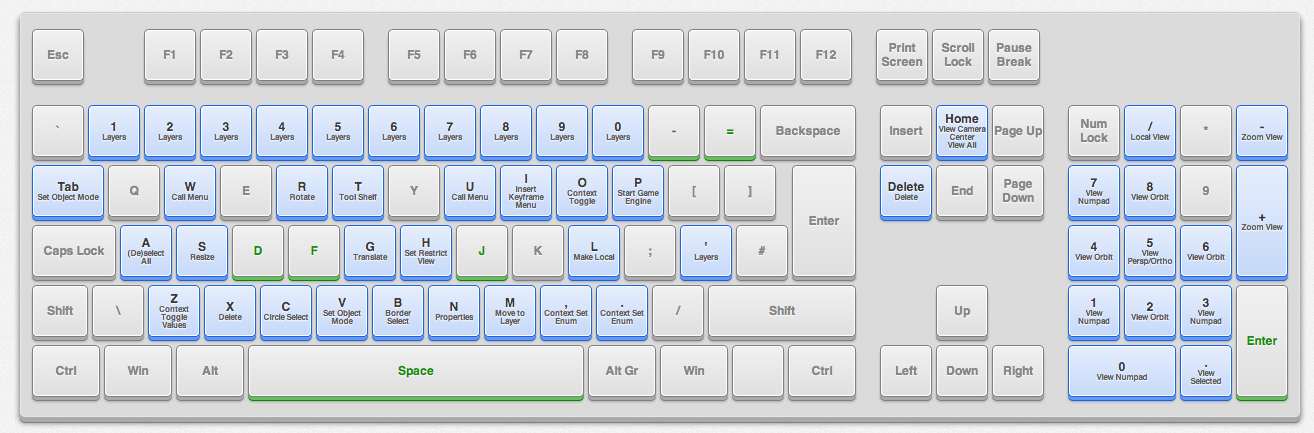 Esc F1 F2 F3 F4 F5 F6 F7 F8 F9 F10 F11 F12 Print Screen Scroll Lock Pause Break
` 1 Layers 2 Layers 3 Layers 4 Layers 5 Layers 6 Layers 7 Layers 8 Layers 9 Layers 0 Layers - = Backspace Insert Home View Camera Center View All Page Up Num Lock / Local View * - Zoom View
Tab Set Object Mode Q W Call Menu E R Rotate T Tool Shelf Y U Call Menu I Insert Keyframe Menu O Context Toggle P Start Game Engine [ ] Enter Delete Delete End Page Down 7 View Numpad 8 View Orbit 9 + Zoom View
Caps Lock A (De)select All S Resize D F G Translate H Set Restrict View J K L Make Local ; ' Layers # 4 View Orbit 5 View Persp/Ortho 6 View Orbit
Shift \ Z Context Toggle Values X Delete C Circle Select V Set Object Mode B Border Select N Properties M Move to Layer , Context Set Enum . Context Set Enum / Shift Up 1 View Numpad 2 View Orbit 3 View Numpad Enter
Ctrl Win Alt Space Alt Gr Win Ctrl Left Down Right 0 View Numpad . View Selected